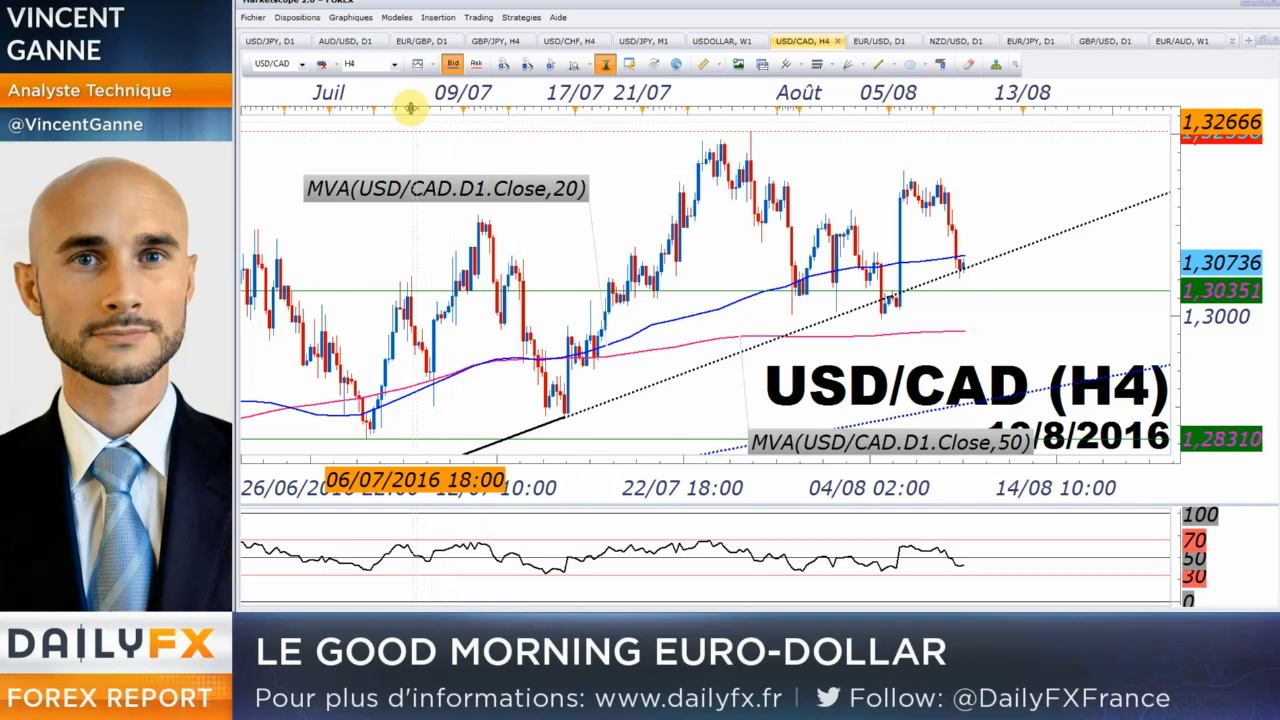 VINCENT
GANNE
Analyste Technique
@VincentGanne
Fichier Dispositions Graphiques Modeles Insertion Trading Strategies Aide
USD/JPY, D1 AUD/USD, D1 EUR/GBP, D1 GBP/JPY, H4 USD/CHF, H4 USD/JPY, M1 USDOLLAR, W1 USD/CAD, H4 EUR/USD, D1 NZD/USD, D1 EUR/JPY, D1 GBP/USD, D1 EUR/AUD, W1
USD/CAD H4 Bid Ask
Juil 09/07 17/07 21/07 Août 05/08 13/08
1,32666
MVA(USD/CAD.D1.Close,20)
1,30736
1,30351
1,3000
USD/CAD (H4)
/8/2016
MVA(USD/CAD.D1.Close,50)
1,28310
06/07/2016 18:00
26/06 10:00 22/07 18:00 04/08 02:00 14/08 10:00
100
70
50
30
0
DAILYFX
FOREX REPORT
LE GOOD MORNING EURO-DOLLAR
Pour plus d'informations: www.dailyfx.fr | Follow: @DailyFXFrance